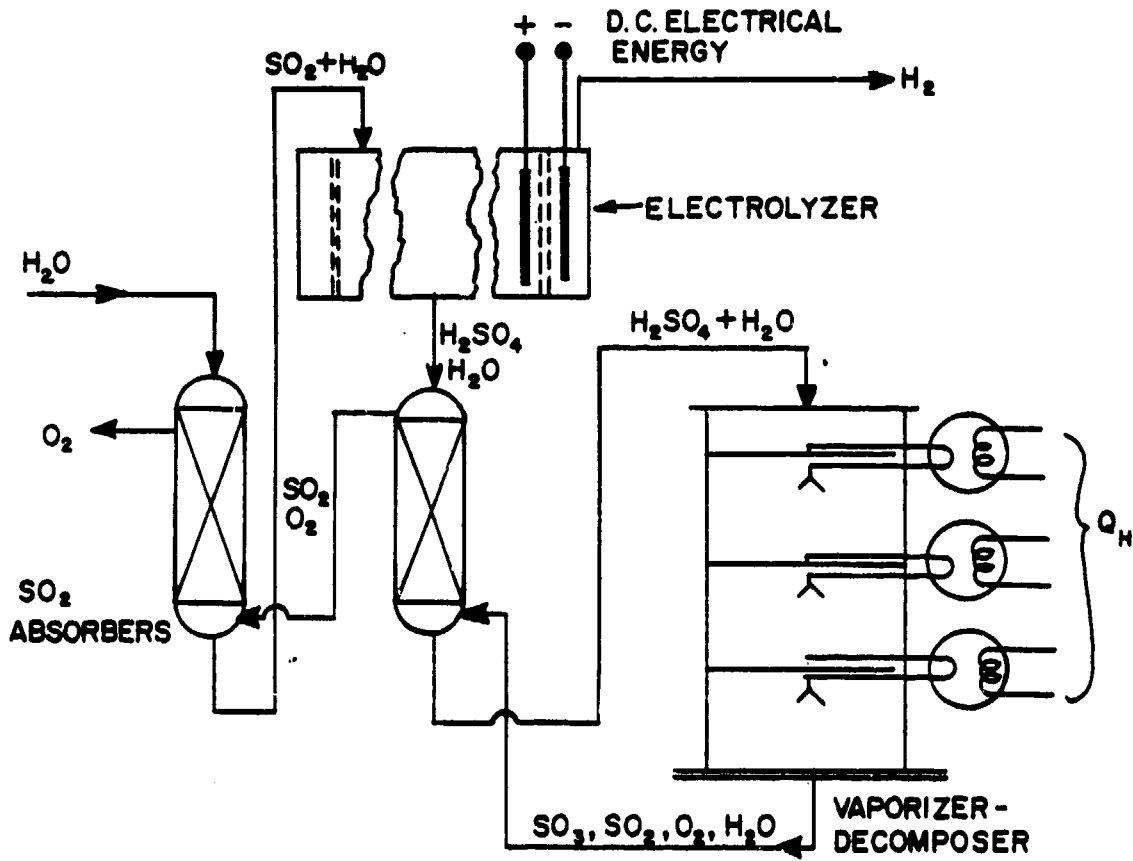 + − D.C. ELECTRICAL
ENERGY
SO₂+H₂O
H₂
ELECTROLYZER
H₂O
H₂SO₄
H₂O
H₂SO₄+H₂O
O₂
SO₂
O₂
Q_H
SO₂
ABSORBERS
SO₃, SO₂, O₂, H₂O
VAPORIZER-
DECOMPOSER